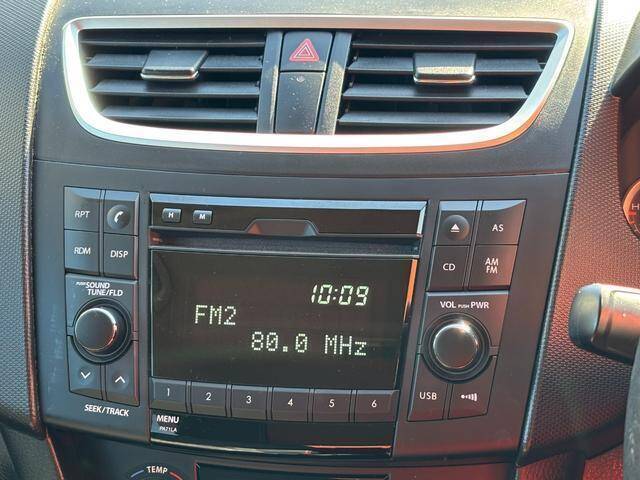 H M
RPT
RDM DISP
PUSH SOUND
TUNE/FLD
SEEK/TRACK
10:09
FM2
80.0 MHz
1 2 3 4 5 6
MENU
PA71LA
AS
CD AM
FM
VOL PUSH PWR
USB
TEMP
H